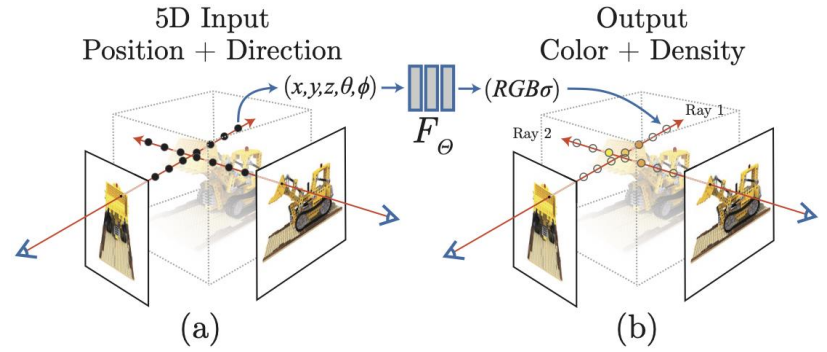 5D Input
Position + Direction
Output
Color + Density
(x,y,z,θ,ϕ)
F_Θ
(RGBσ)
Ray 1
Ray 2
(a)
(b)